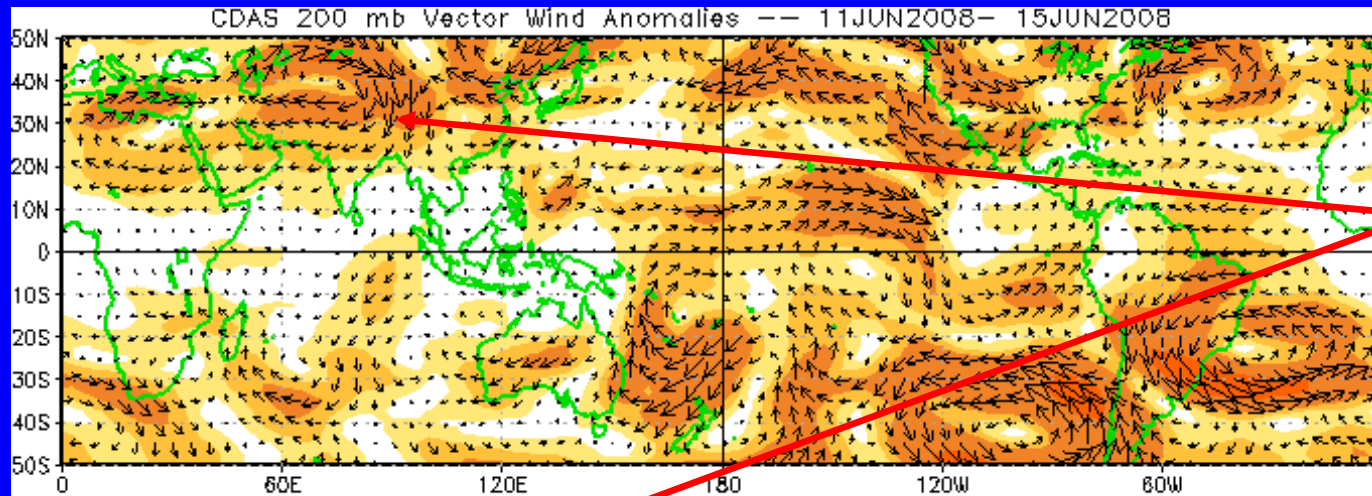 CDAS 200 mb Vector Wind Anomalies -- 11JUN2008- 15JUN2008
50N
40N
30N
20N
10N
0
10S
20S
30S
40S
50S
0 60E 120E 180 120W 60W